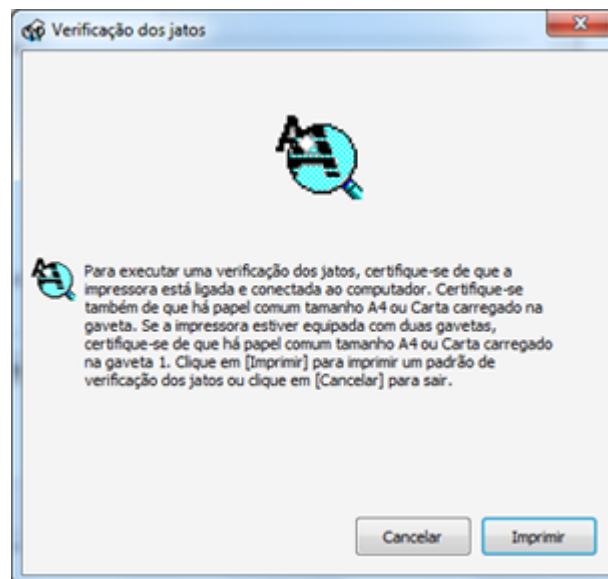 Verificação dos jatos
Para executar uma verificação dos jatos, certifique-se de que a
impressora está ligada e conectada ao computador. Certifique-se
também de que há papel comum tamanho A4 ou Carta carregado na
gaveta. Se a impressora estiver equipada com duas gavetas,
certifique-se de que há papel comum tamanho A4 ou Carta carregado
na gaveta 1. Clique em [Imprimir] para imprimir um padrão de
verificação dos jatos ou clique em [Cancelar] para sair.
Cancelar
Imprimir